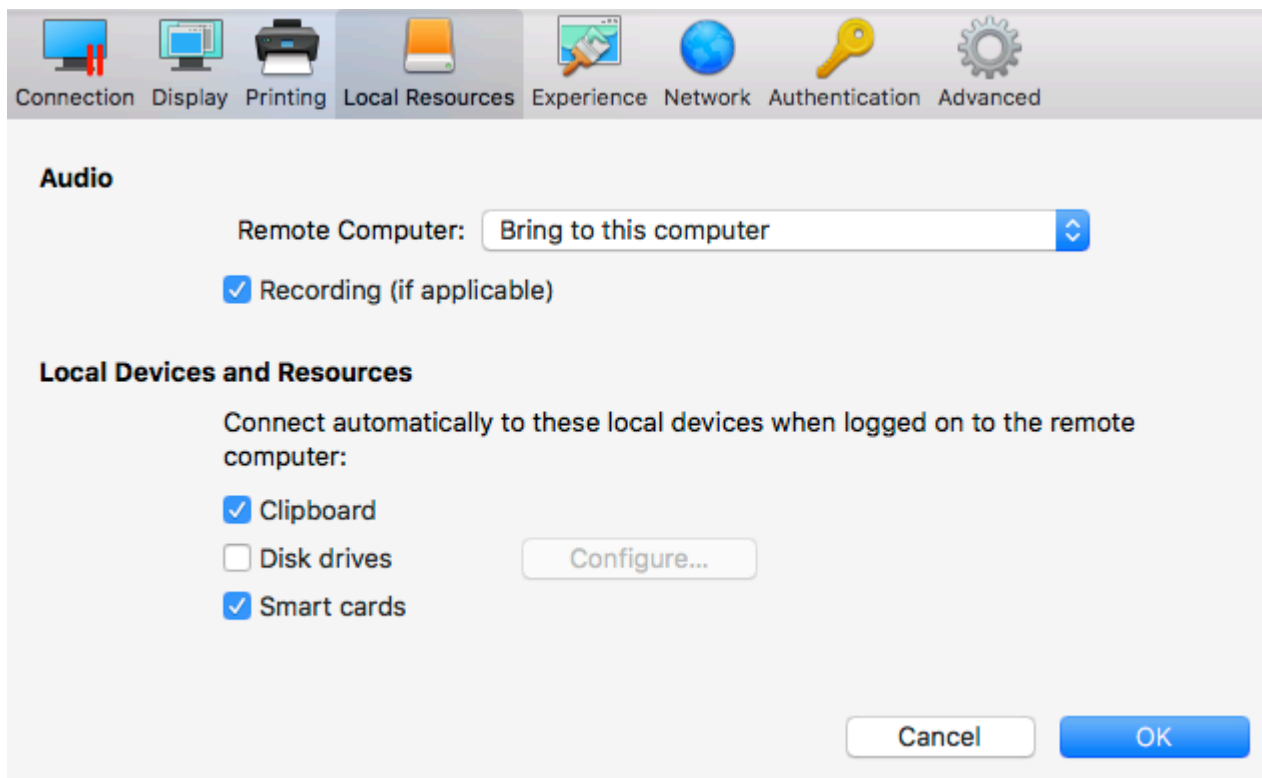 Connection Display Printing Local Resources Experience Network Authentication Advanced
Audio
Remote Computer: Bring to this computer
Recording (if applicable)
Local Devices and Resources
Connect automatically to these local devices when logged on to the remote
computer:
Clipboard
Disk drives Configure...
Smart cards
Cancel OK